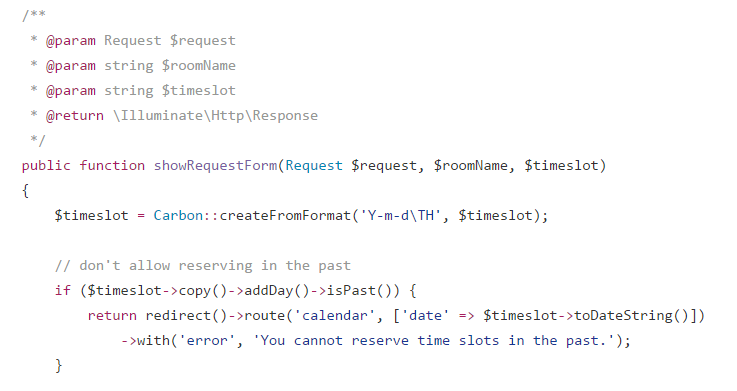 /**
 * @param Request $request
 * @param string $roomName
 * @param string $timeslot
 * @return \Illuminate\Http\Response
 */
public function showRequestForm(Request $request, $roomName, $timeslot)
{
    $timeslot = Carbon::createFromFormat('Y-m-d\TH', $timeslot);

    // don't allow reserving in the past
    if ($timeslot->copy()->addDay()->isPast()) {
        return redirect()->route('calendar', ['date' => $timeslot->toDateString()])
            ->with('error', 'You cannot reserve time slots in the past.');
    }